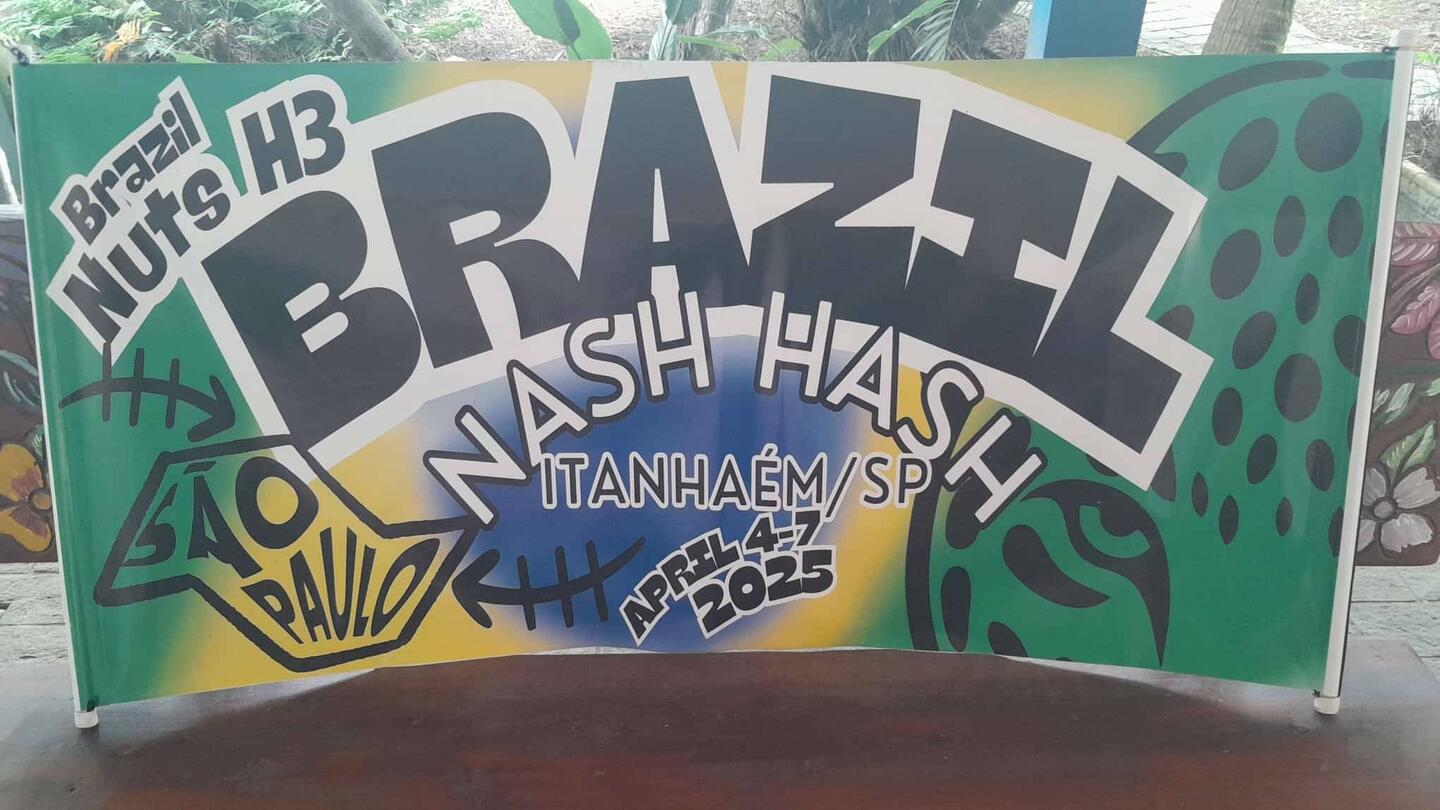 Brazil
Nuts H3
BRAZIL
NASH HASH
ITANHAÉM/SP
APRIL 4-7
2025
SÃO
PAULO